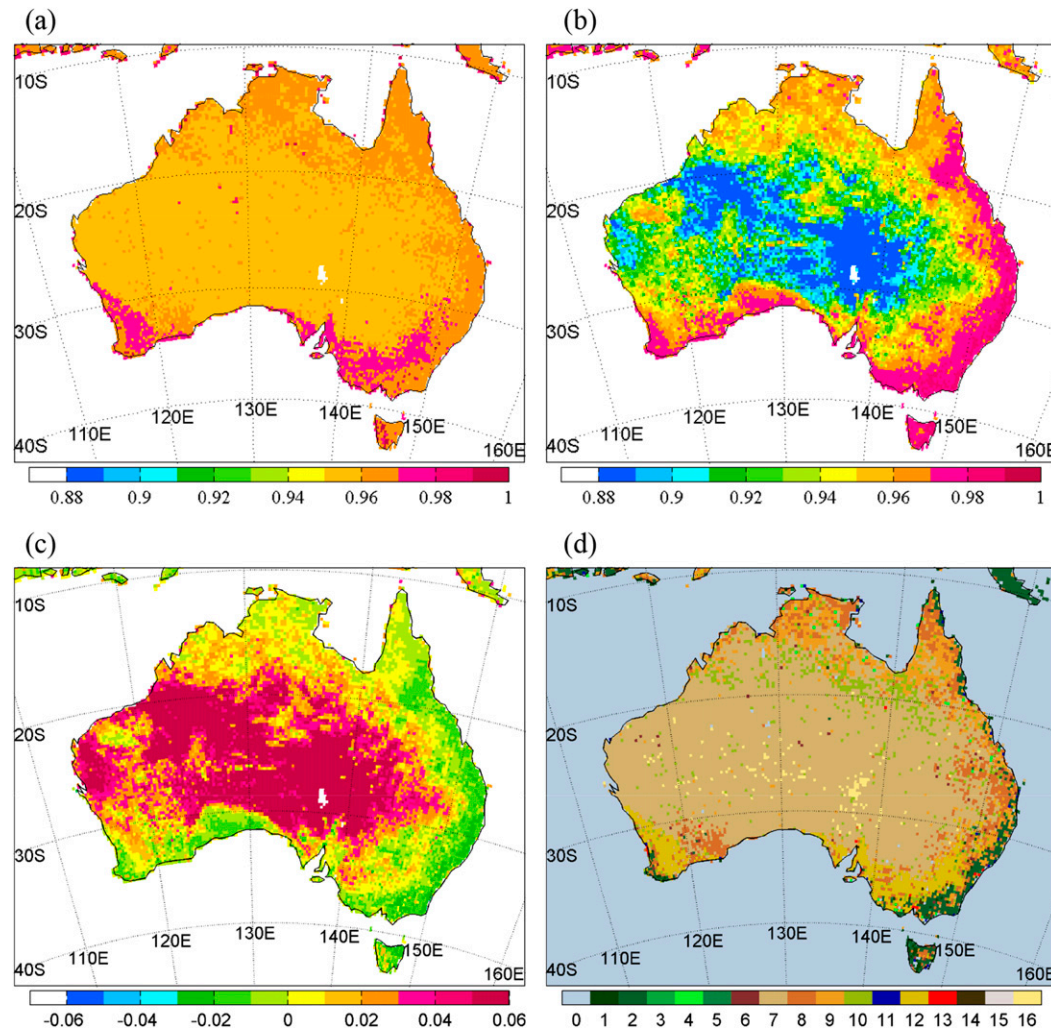 (a) (b)
10S 10S
20S 20S
30S 30S
40S 110E 120E 130E 140E 150E 160E 40S 110E 120E 130E 140E 150E 160E
0.88 0.9 0.92 0.94 0.96 0.98 1 0.88 0.9 0.92 0.94 0.96 0.98 1
(c) (d)
10S 10S
20S 20S
30S 30S
40S 110E 120E 130E 140E 150E 160E 40S 110E 120E 130E 140E 150E 160E
-0.06 -0.04 -0.02 0 0.02 0.04 0.06 0 1 2 3 4 5 6 7 8 9 10 11 12 13 14 15 16